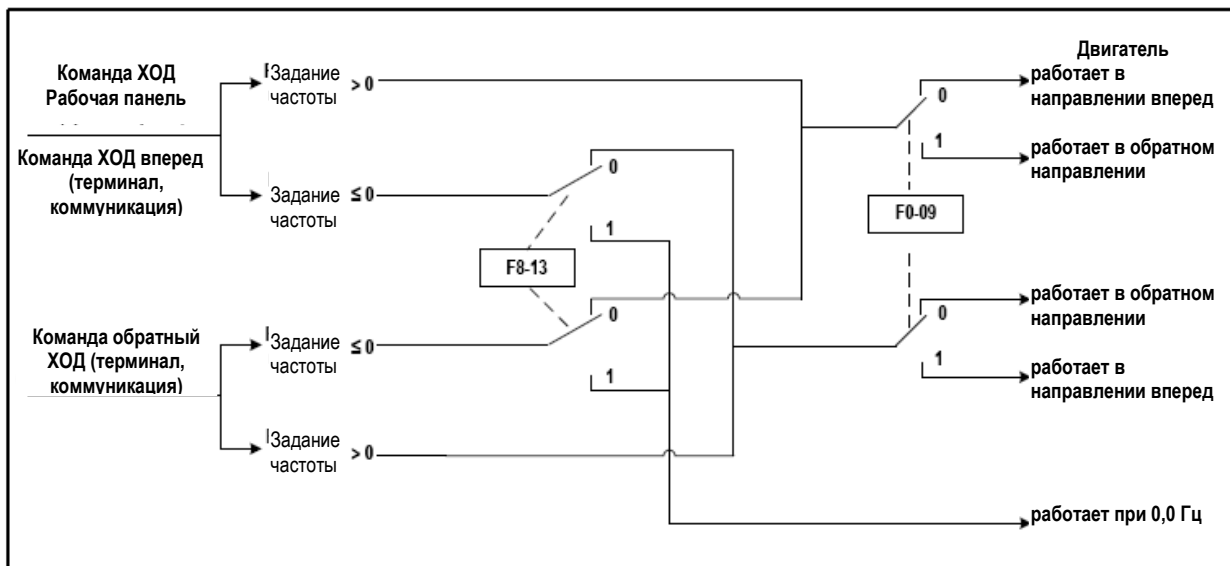 Команда ХОД
Рабочая панель
Команда ХОД вперед
(терминал,
коммуникация)
Задание
частоты
> 0
Задание
частоты
≤ 0
0
1
F8-13
Команда обратный
ХОД (терминал,
коммуникация)
Задание
частоты
≤ 0
0
1
Задание
частоты
> 0
Двигатель
работает в
направлении вперед
0
1
работает в обратном
направлении
F0-09
работает в обратном
направлении
0
1
работает в
направлении вперед
работает при 0,0 Гц